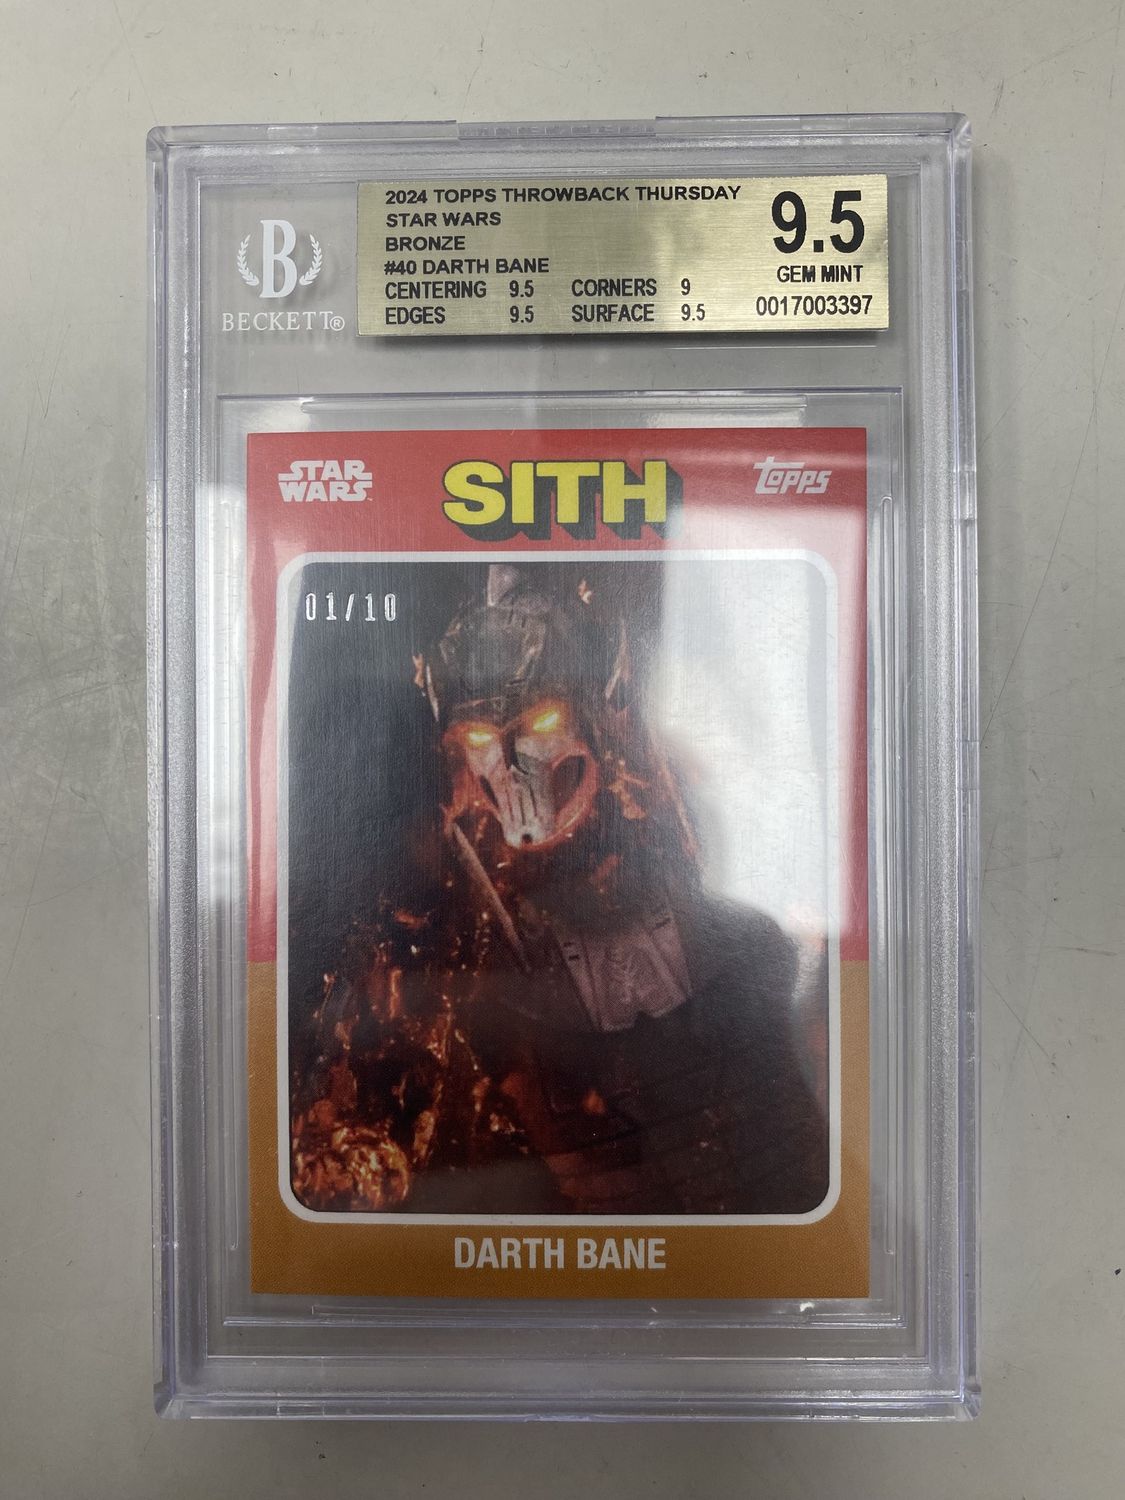 2024 TOPPS THROWBACK THURSDAY
STAR WARS
BRONZE
#40 DARTH BANE
CENTERING 9.5 CORNERS 9
EDGES 9.5 SURFACE 9.5
9.5
GEM MINT
0017003397
B
BECKETT®
STAR
WARS
SITH
Topps
01/10
DARTH BANE